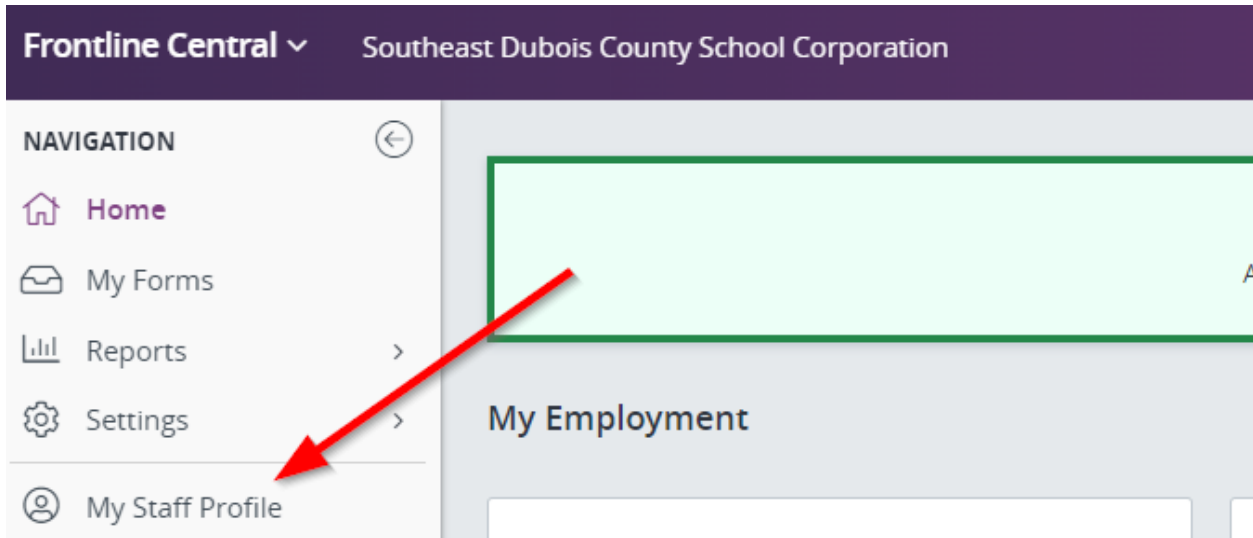 Frontline Central Southeast Dubois County School Corporation
NAVIGATION
Home
My Forms
A
Reports
Settings
My Employment
My Staff Profile